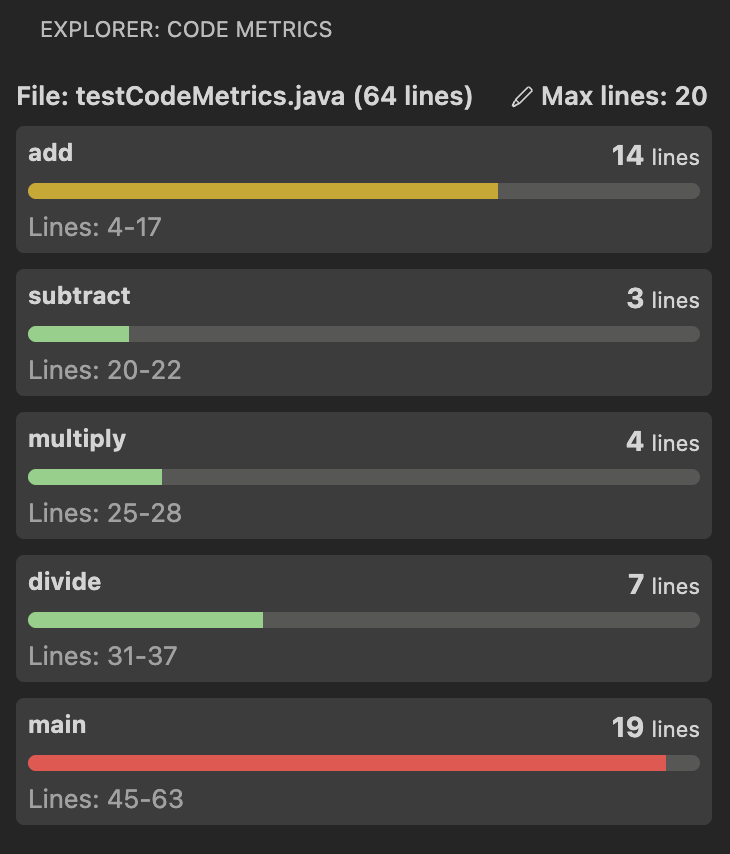 EXPLORER: CODE METRICS
File: testCodeMetrics.java (64 lines) Max lines: 20
add 14 lines
Lines: 4-17
subtract 3 lines
Lines: 20-22
multiply 4 lines
Lines: 25-28
divide 7 lines
Lines: 31-37
main 19 lines
Lines: 45-63